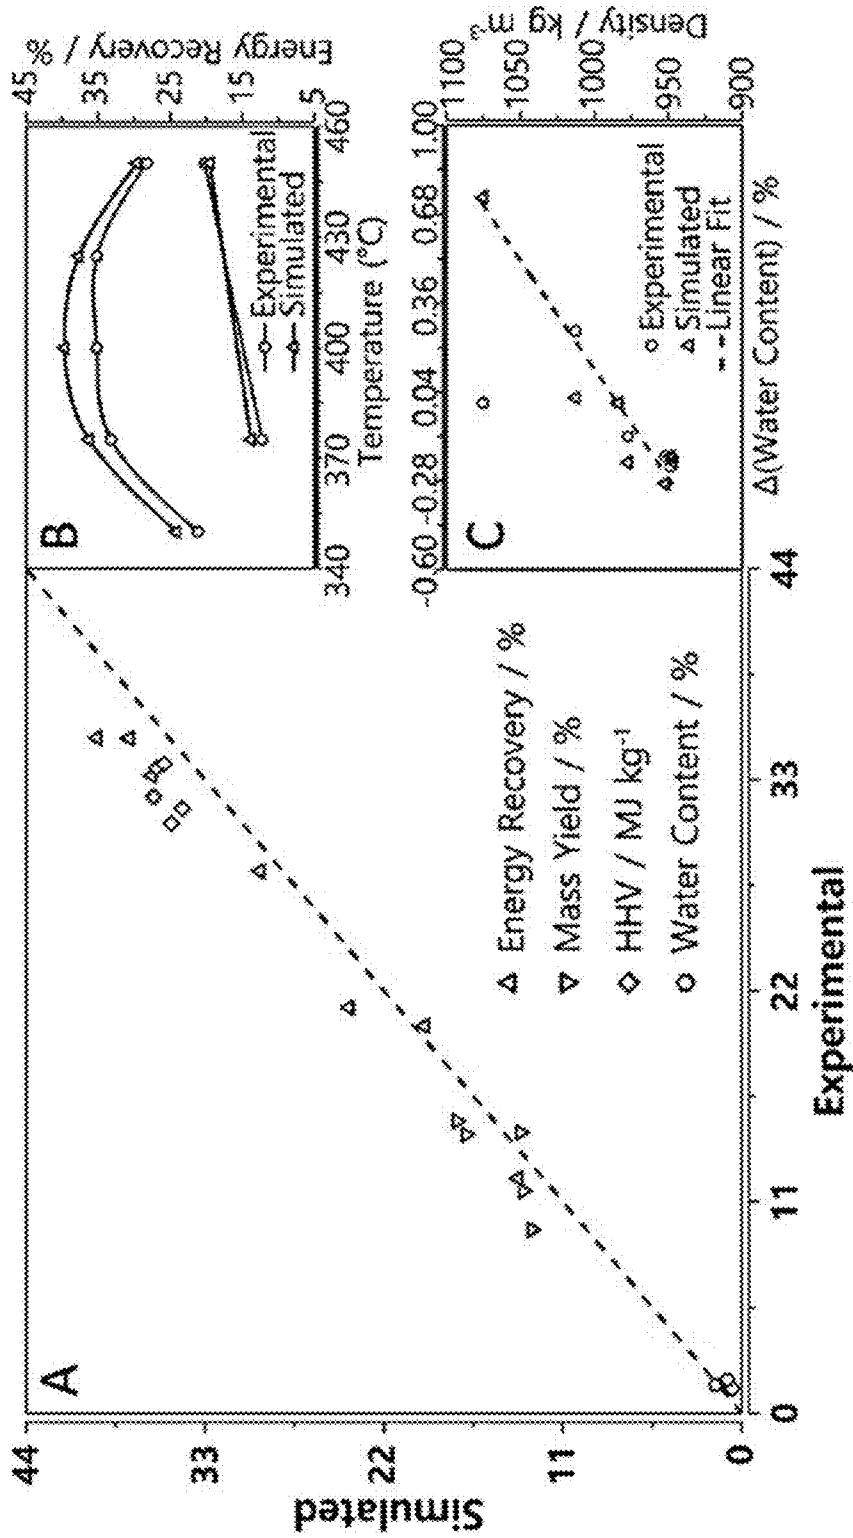 A
Simulated
44
33
22
11
0
0
11
22
33
44
Experimental
△ Energy Recovery / %
▽ Mass Yield / %
◇ HHV / MJ kg⁻¹
○ Water Content / %
B
Energy Recovery / %
45
35
25
15
5
340
370
400
430
460
Temperature (°C)
Experimental
Simulated
C
-0.60
-0.28
0.04
0.36
0.68
1.00
Density / kg m⁻³
1100
1050
1000
950
900
○ Experimental
△ Simulated
-- Linear Fit
Δ(Water Content) / %